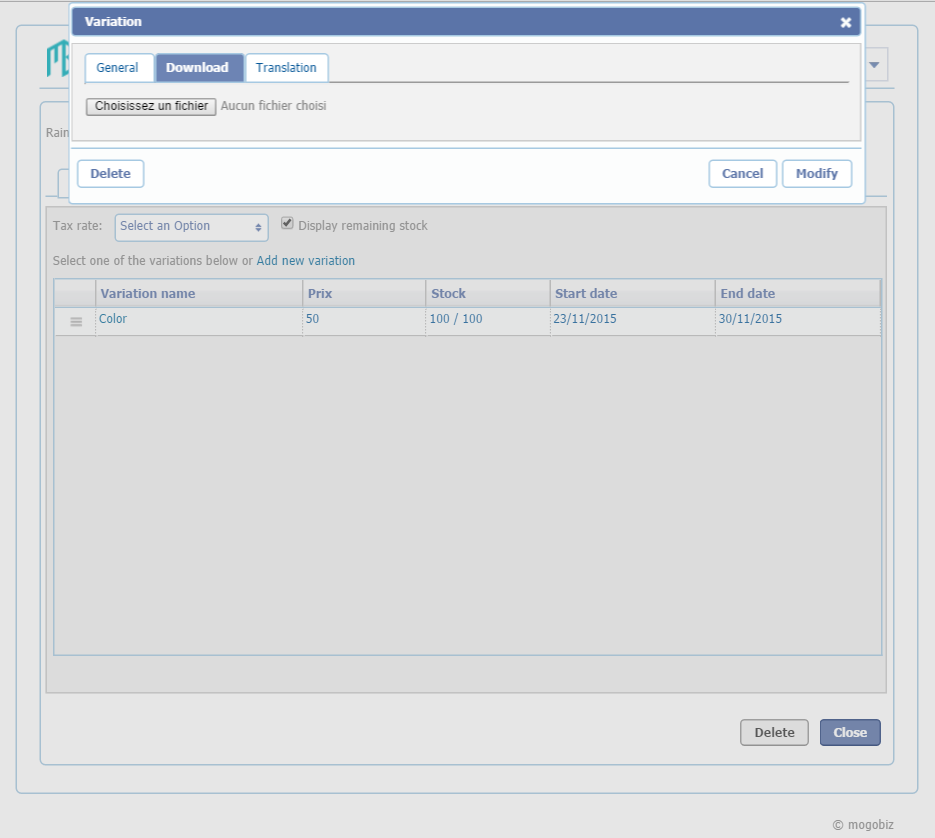 Variation
General Download Translation
Choisissez un fichier Aucun fichier choisi
Delete Cancel Modify
Rain
Tax rate: Select an Option Display remaining stock
Select one of the variations below or Add new variation
Variation name Prix Stock Start date End date
Color 50 100 / 100 23/11/2015 30/11/2015
Delete Close
© mogobiz